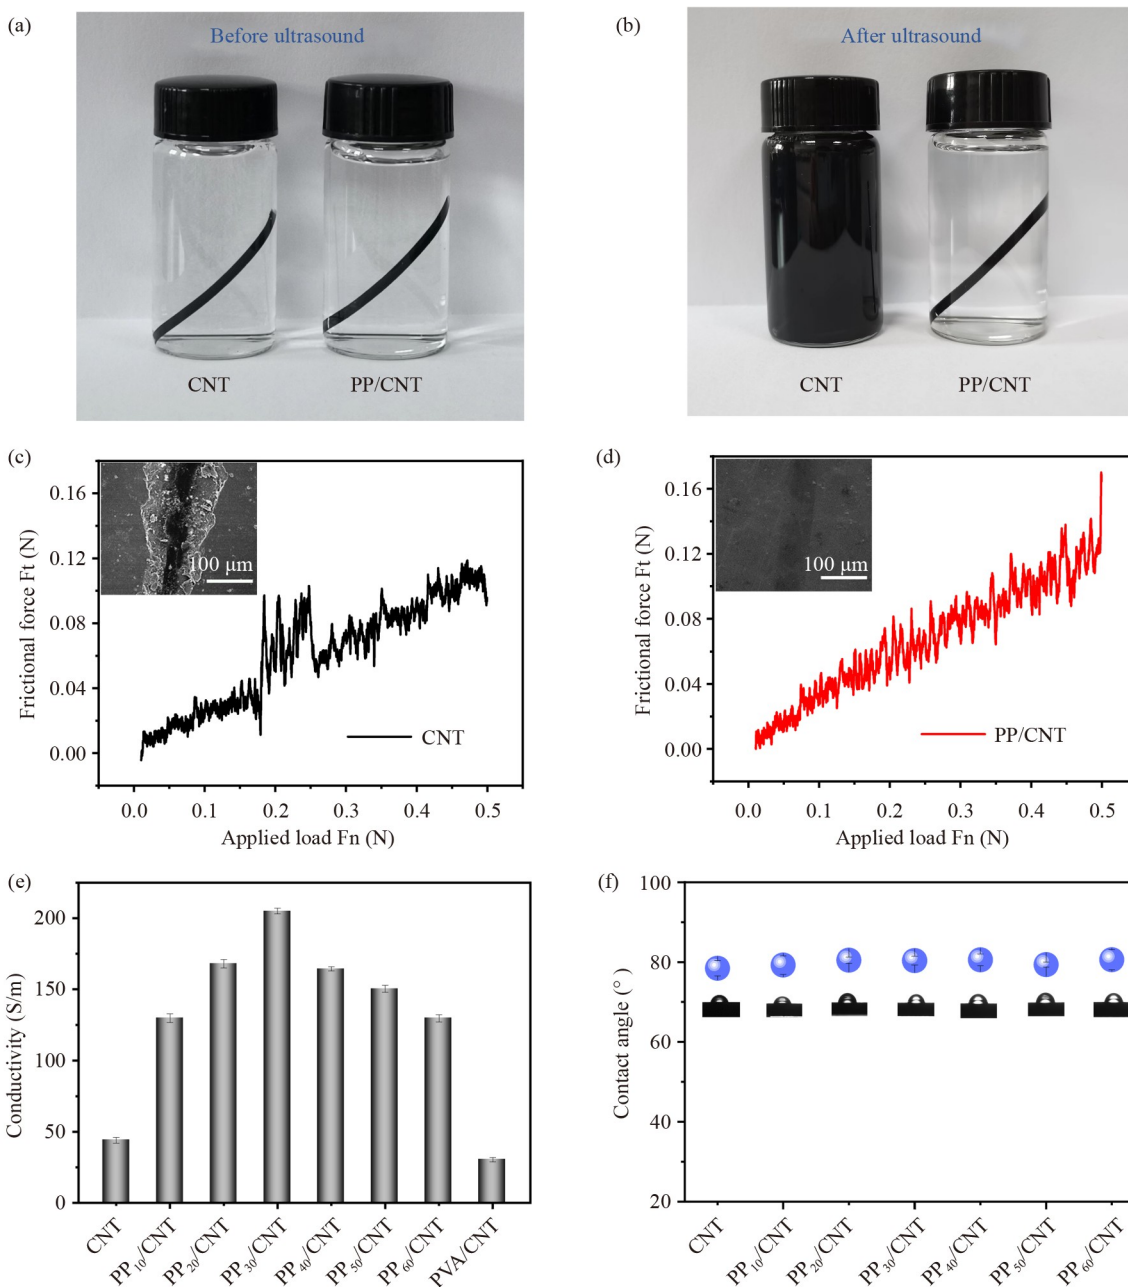 (a)
Before ultrasound
CNT
PP/CNT
(b)
After ultrasound
CNT
PP/CNT
(c)
0.16
0.12
0.08
0.04
0.00
Frictional force Ft (N)
100 μm
CNT
0.0 0.1 0.2 0.3 0.4 0.5
Applied load Fn (N)
(d)
0.16
0.12
0.08
0.04
0.00
Frictional force Ft (N)
100 μm
PP/CNT
0.0 0.1 0.2 0.3 0.4 0.5
Applied load Fn (N)
(e)
200
150
100
50
0
Conductivity (S/m)
CNT
PP₁₀/CNT
PP₂₀/CNT
PP₃₀/CNT
PP₄₀/CNT
PP₅₀/CNT
PP₆₀/CNT
PVA/CNT
(f)
100
80
60
40
20
Contact angle (°)
CNT
PP₁₀/CNT
PP₂₀/CNT
PP₃₀/CNT
PP₄₀/CNT
PP₅₀/CNT
PP₆₀/CNT